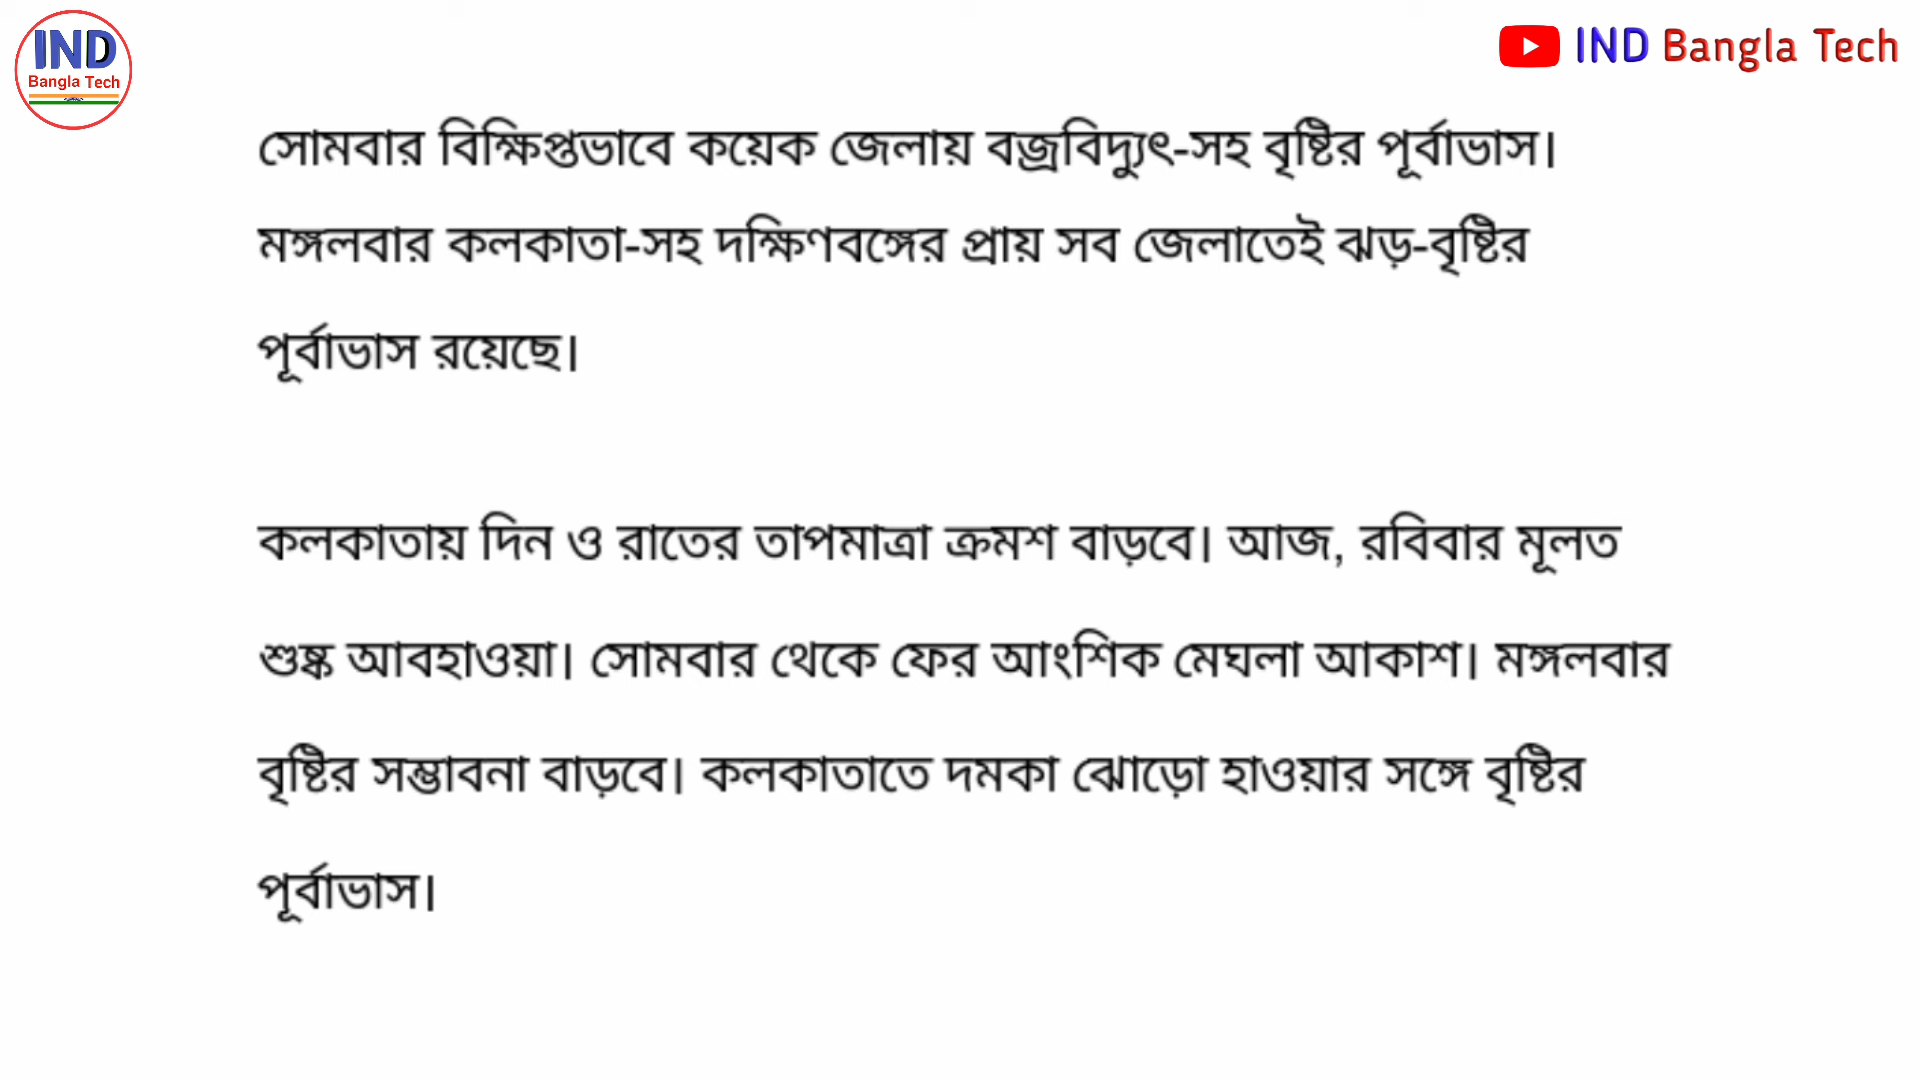 IND
Bangla Tech
IND Bangla Tech
সোমবার বিক্ষিপ্তভাবে কয়েক জেলায় বজ্রবিদ্যুৎ-সহ বৃষ্টির পূর্বাভাস।
মঙ্গলবার কলকাতা-সহ দক্ষিণবঙ্গের প্রায় সব জেলাতেই ঝড়-বৃষ্টির
পূর্বাভাস রয়েছে।
কলকাতায় দিন ও রাতের তাপমাত্রা ক্রমশ বাড়বে। আজ, রবিবার মূলত
শুষ্ক আবহাওয়া। সোমবার থেকে ফের আংশিক মেঘলা আকাশ। মঙ্গলবার
বৃষ্টির সম্ভাবনা বাড়বে। কলকাতাতে দমকা ঝোড়ো হাওয়ার সঙ্গে বৃষ্টির
পূর্বাভাস।